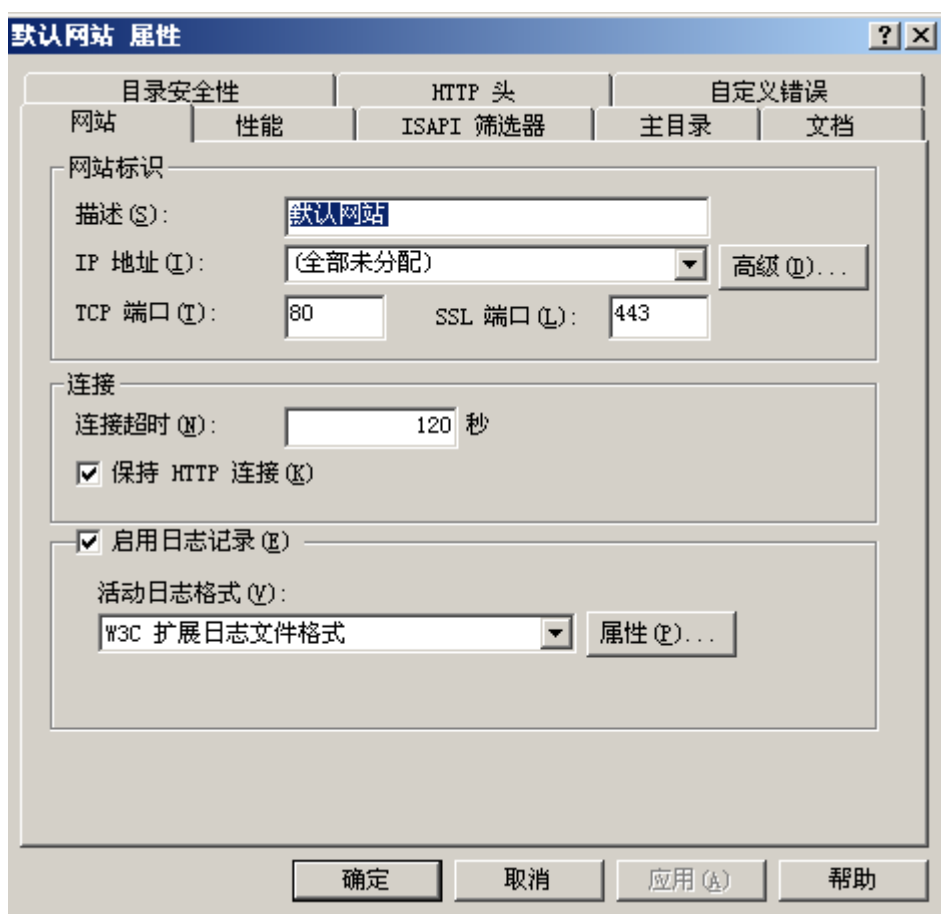 默认网站 属性
目录安全性 HTTP 头 自定义错误
网站 性能 ISAPI 筛选器 主目录 文档
网站标识
描述(S): 默认网站
IP 地址(I): (全部未分配) 高级(D)...
TCP 端口(T): 80 SSL 端口(L): 443
连接
连接超时(N): 120 秒
保持 HTTP 连接(K)
启用日志记录(E)
活动日志格式(V):
W3C 扩展日志文件格式 属性(P)...
确定 取消 应用(A) 帮助